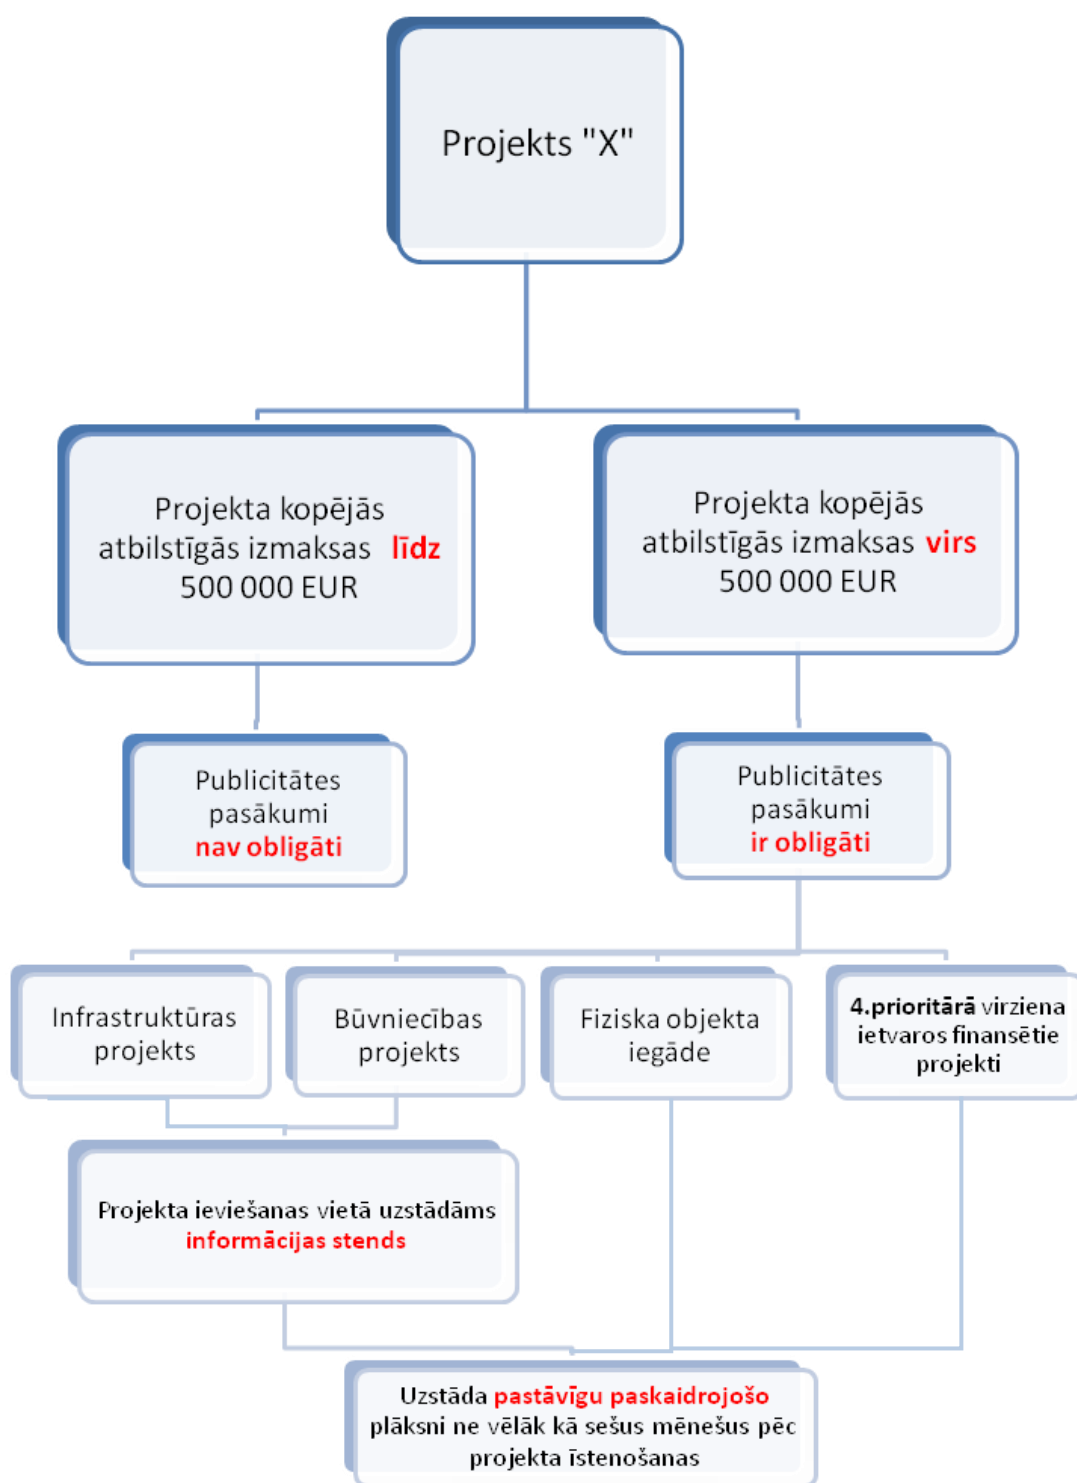 Projekts "X"
Projekta kopējās
atbilstīgās izmaksas līdz
500 000 EUR
Projekta kopējās
atbilstīgās izmaksas virs
500 000 EUR
Publicitātes
pasākumi
nav obligāti
Publicitātes
pasākumi
ir obligāti
Infrastruktūras
projekts
Būvniecības
projekts
Fiziska objekta
iegāde
4.prioritārā virziena
ietvaros finansētie
projekti
Projekta ieviešanas vietā uzstādāms
informācijas stends
Uzstāda pastāvīgu paskaidrojošo
plāksni ne vēlāk kā sešus mēnešus pēc
projekta īstenošanas